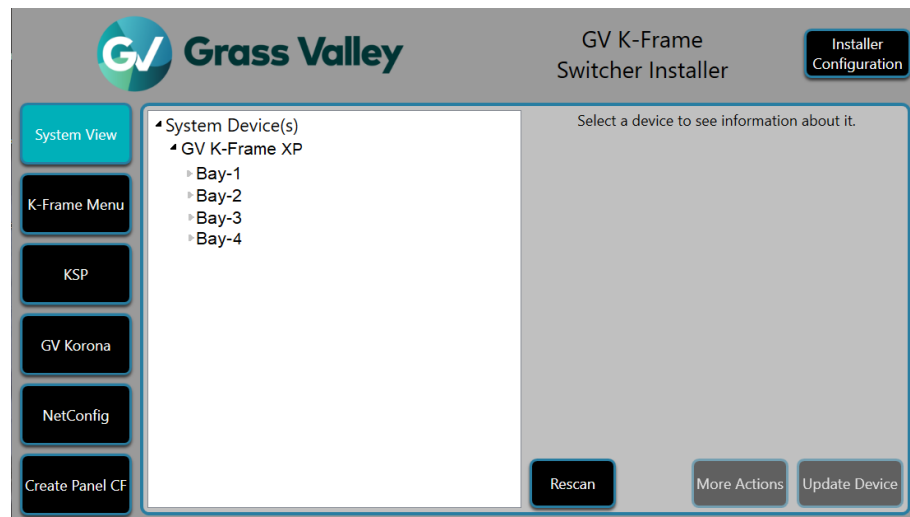 GV Grass Valley
GV K-Frame
Switcher Installer
Installer
Configuration
System View
K-Frame Menu
KSP
GV Korona
NetConfig
Create Panel CF
System Device(s)
GV K-Frame XP
Bay-1
Bay-2
Bay-3
Bay-4
Select a device to see information about it.
Rescan
More Actions
Update Device